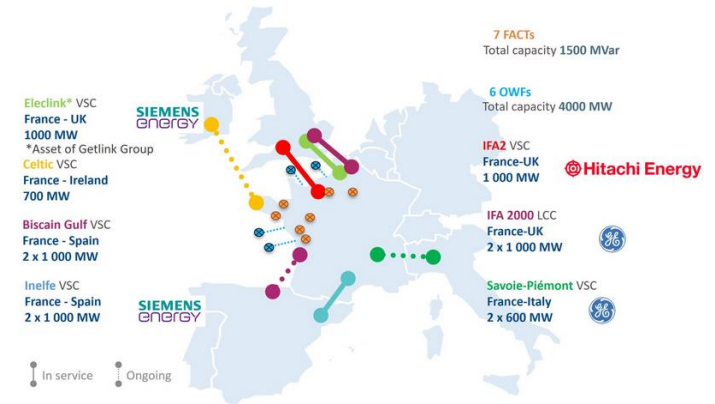 7 FACTs
Total capacity 1500 MVar
6 OWFs
Total capacity 4000 MW
Eleclink* VSC
France - UK
1000 MW
*Asset of Getlink Group
SIEMENS
energy
Celtic VSC
France - Ireland
700 MW
Biscain Gulf VSC
France - Spain
2 x 1 000 MW
Inelfe VSC
France - Spain
2 x 1 000 MW
SIEMENS
energy
IFA2 VSC
France-UK
1 000 MW
Hitachi Energy
IFA 2000 LCC
France-UK
2 x 1 000 MW
GE
Savoie-Piémont VSC
France-Italy
2 x 600 MW
GE
In service
Ongoing